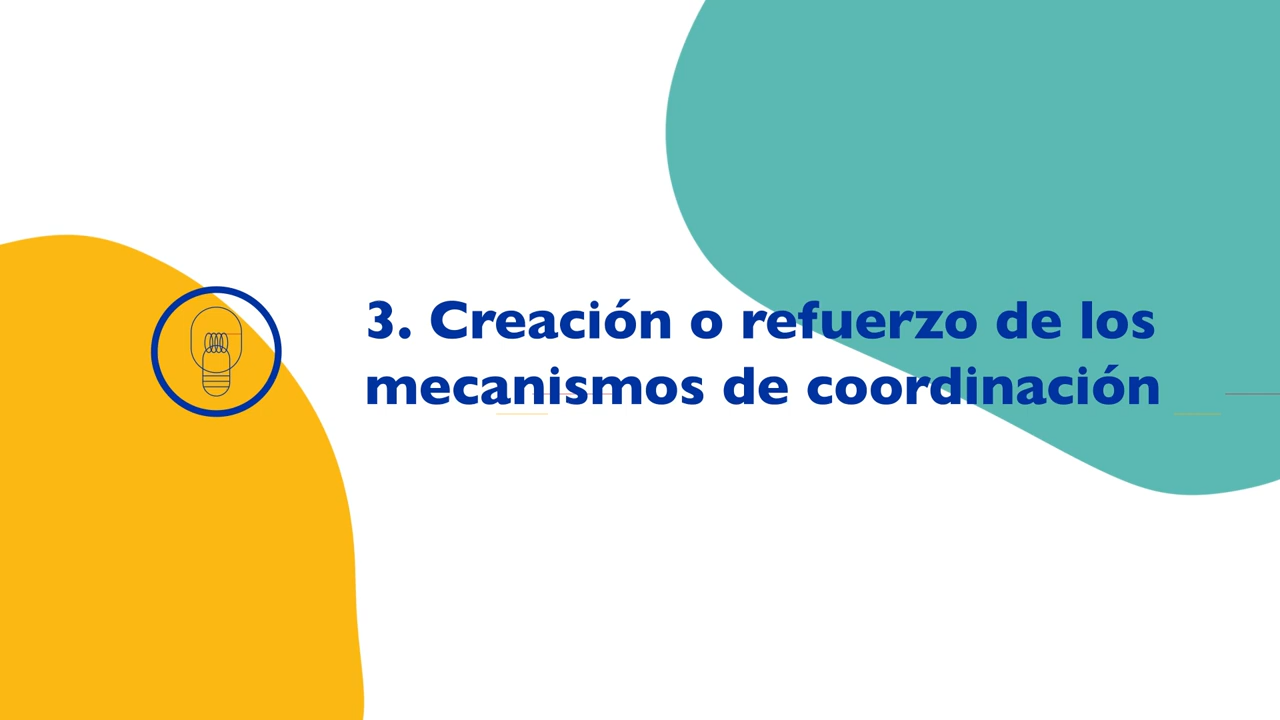 3. Creación o refuerzo de los
mecanismos de coordinación